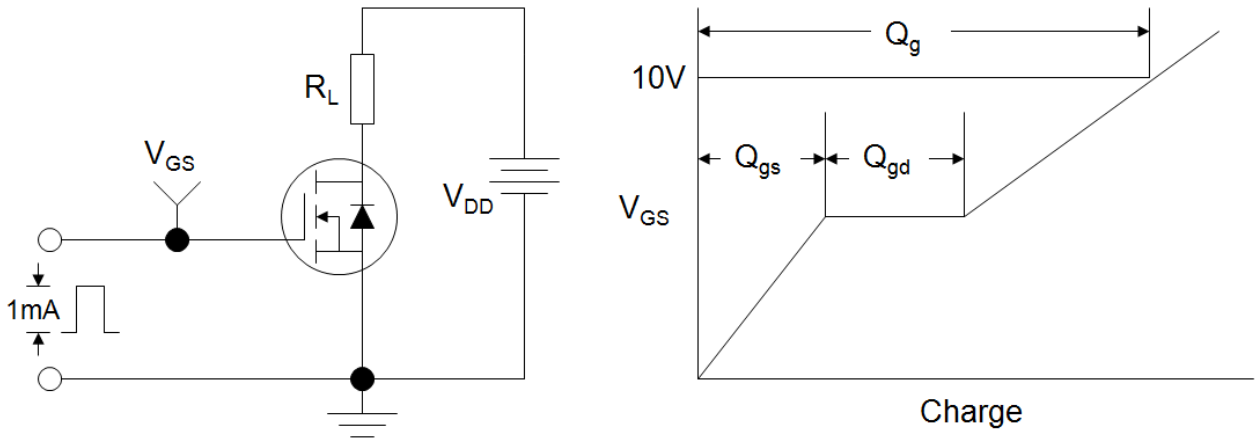 R_L
V_GS
V_DD
1mA
Q_g
10V
Q_gs
Q_gd
V_GS
Charge